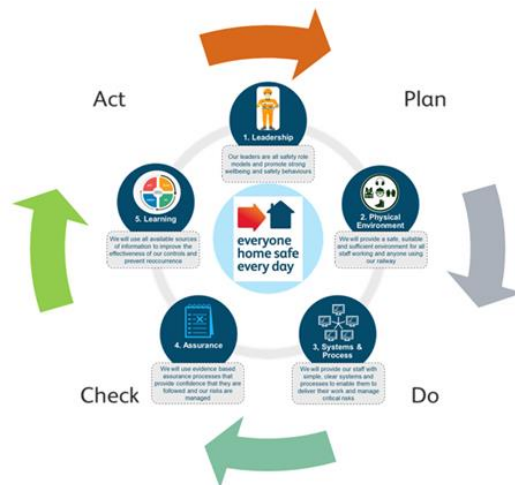 Act
Plan
1. Leadership
Our leaders are all safety role
models and promote strong
wellbeing and safety behaviours
5. Learning
We will use all available sources
of information to improve the
effectiveness of our controls and
prevent reoccurrence
everyone
home safe
every day
2. Physical
Environment
We will provide a safe, suitable
and sufficient environment for all
staff working and anyone using
our railway
4. Assurance
We will use evidence based
assurance processes that
provide confidence that they are
followed and our risks are
managed
3, Systems &
Process
We will provide our staff with
simple, clear systems and
processes to enable them to
deliver their work and manage
critical risks
Check
Do